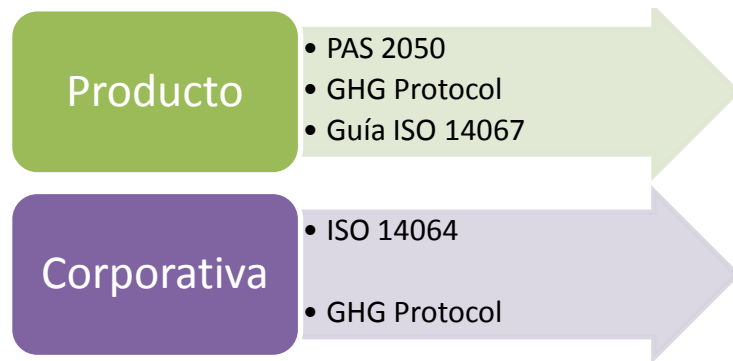 Producto
• PAS 2050
• GHG Protocol
• Guía ISO 14067
Corporativa
• ISO 14064
• GHG Protocol